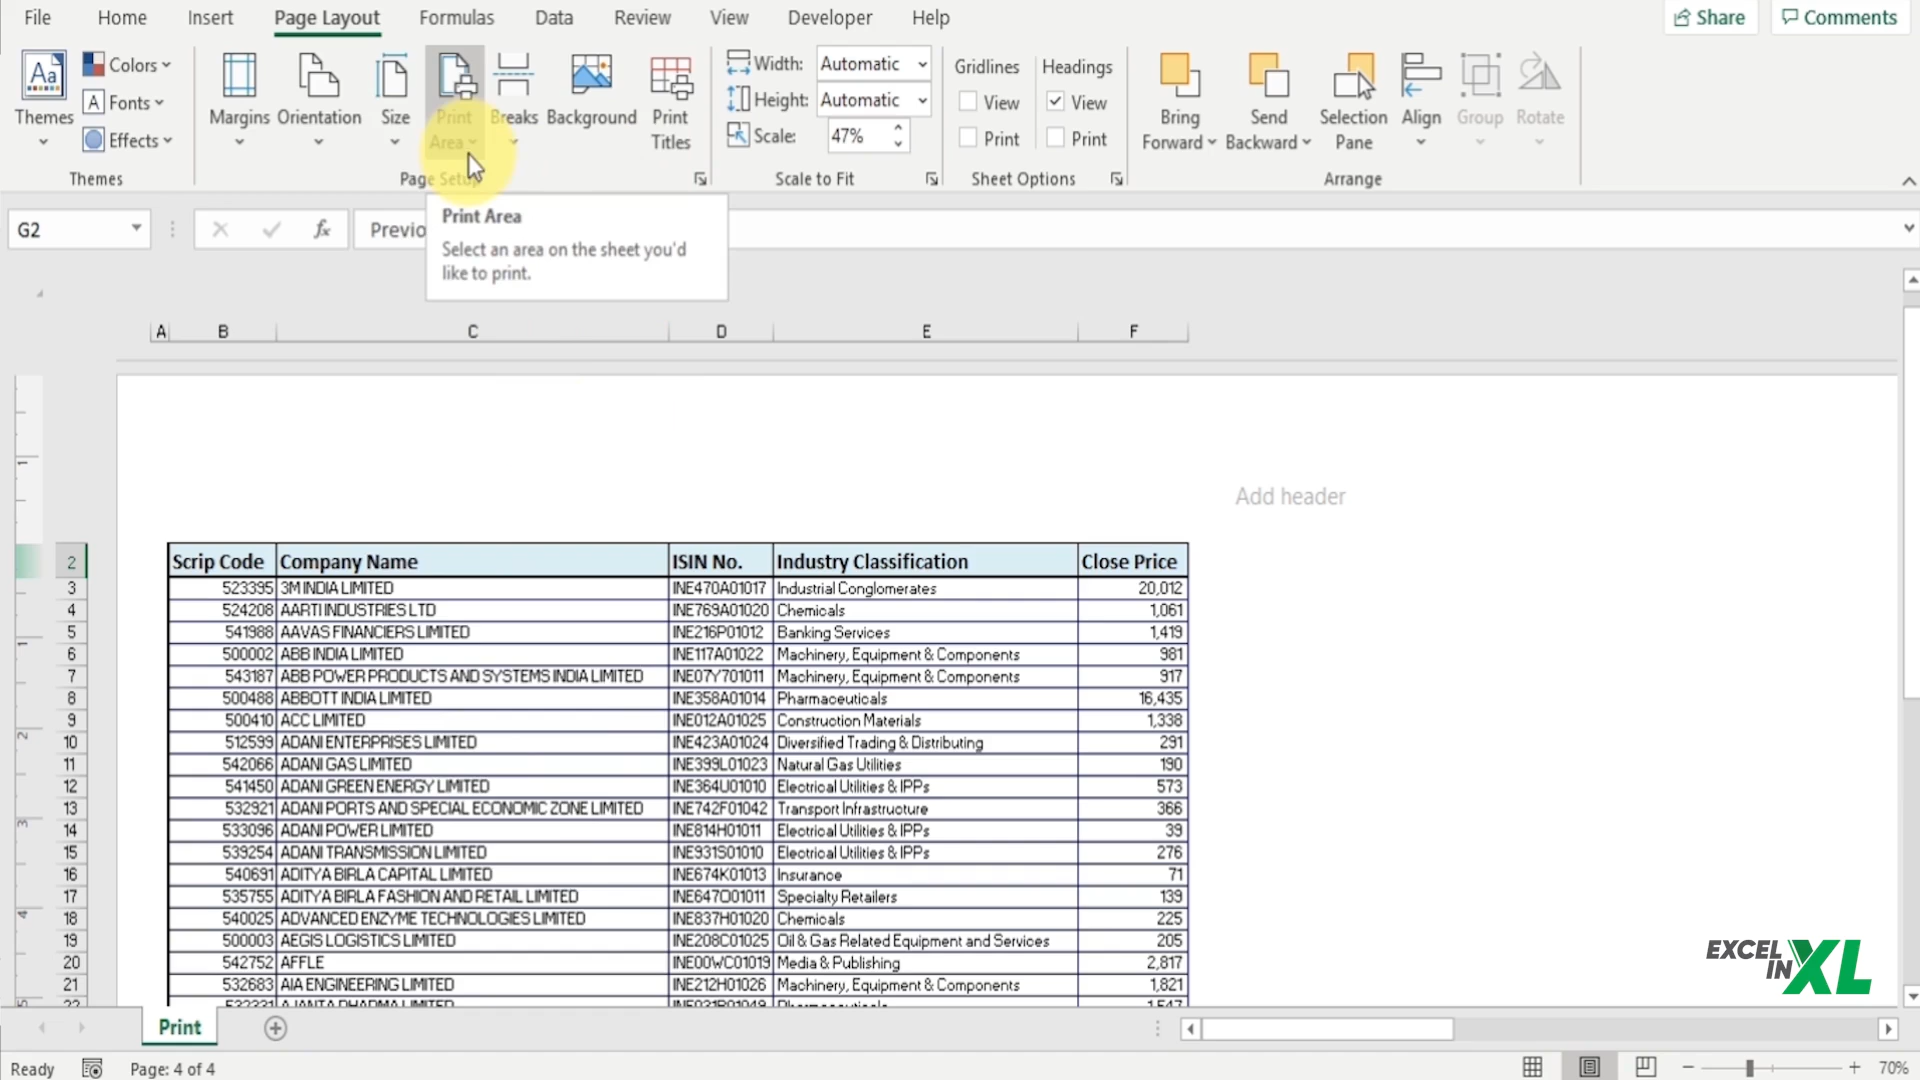 File Home Insert Page Layout Formulas Data Review View Developer Help Share Comments
Themes Colors Fonts Effects Margins Orientation Size Print Area Breaks Background Print Titles
Width: Automatic
Height: Automatic
Scale: 47%
Gridlines View Print
Headings View Print
Bring Forward Send Backward Selection Pane Align Group Rotate
Themes Page Setup Scale to Fit Sheet Options Arrange
G2 fx Previo
Print Area
Select an area on the sheet you'd
like to print.
A B C D E F
Add header
2 Scrip Code Company Name ISIN No. Industry Classification Close Price
3 523395 3M INDIA LIMITED INE470A01017 Industrial Conglomerates 20,012
4 524208 AARTI INDUSTRIES LTD INE769A01020 Chemicals 1,061
5 541988 AAVAS FINANCIERS LIMITED INE216P01012 Banking Services 1,419
6 500002 ABB INDIA LIMITED INE117A01022 Machinery, Equipment & Components 981
7 543187 ABB POWER PRODUCTS AND SYSTEMS INDIA LIMITED INE07Y701011 Machinery, Equipment & Components 917
8 500488 ABBOTT INDIA LIMITED INE358A01014 Pharmaceuticals 16,435
9 500410 ACC LIMITED INE012A01025 Construction Materials 1,338
10 512599 ADANI ENTERPRISES LIMITED INE423A01024 Diversified Trading & Distributing 291
11 542066 ADANI GAS LIMITED INE399L01023 Natural Gas Utilities 190
12 541450 ADANI GREEN ENERGY LIMITED INE364U01010 Electrical Utilities & IPPs 573
13 532921 ADANI PORTS AND SPECIAL ECONOMIC ZONE LIMITED INE742F01042 Transport Infrastructure 366
14 533096 ADANI POWER LIMITED INE814H01011 Electrical Utilities & IPPs 39
15 539254 ADANI TRANSMISSION LIMITED INE931S01010 Electrical Utilities & IPPs 276
16 540691 ADITYA BIRLA CAPITAL LIMITED INE674K01013 Insurance 71
17 535755 ADITYA BIRLA FASHION AND RETAIL LIMITED INE647O01011 Specialty Retailers 139
18 540025 ADVANCED ENZYME TECHNOLOGIES LIMITED INE837H01020 Chemicals 225
19 500003 AEGIS LOGISTICS LIMITED INE208C01025 Oil & Gas Related Equipment and Services 205
20 542752 AFFLE INE00WC01019 Media & Publishing 2,817
21 532683 AIA ENGINEERING LIMITED INE212H01026 Machinery, Equipment & Components 1,821
22 532331 AJANTA PHARMA LIMITED INE031B01049 Pharmaceuticals 1,547
EXCEL
IN XL
Print
Ready Page: 4 of 4 70%